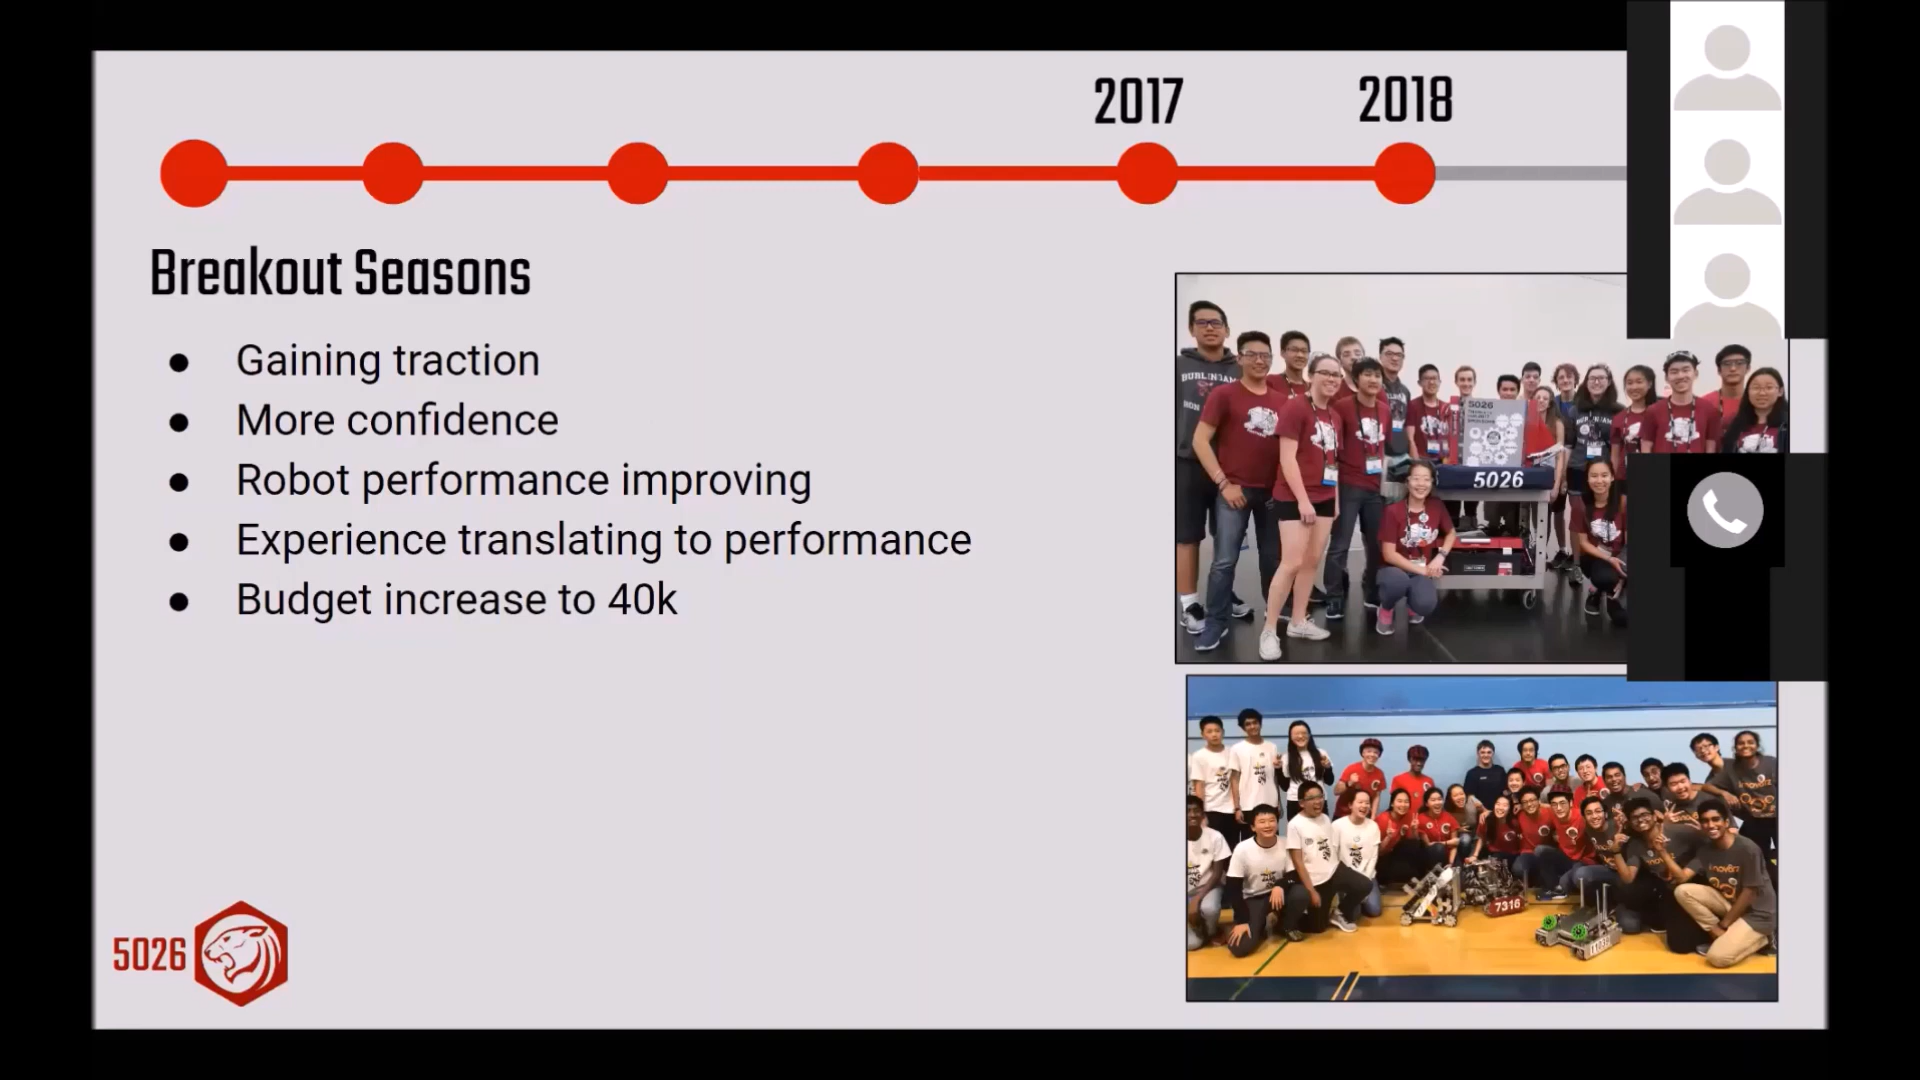 2017
2018
Breakout Seasons
● Gaining traction
● More confidence
● Robot performance improving
● Experience translating to performance
● Budget increase to 40k
5026
5026
7316
5026